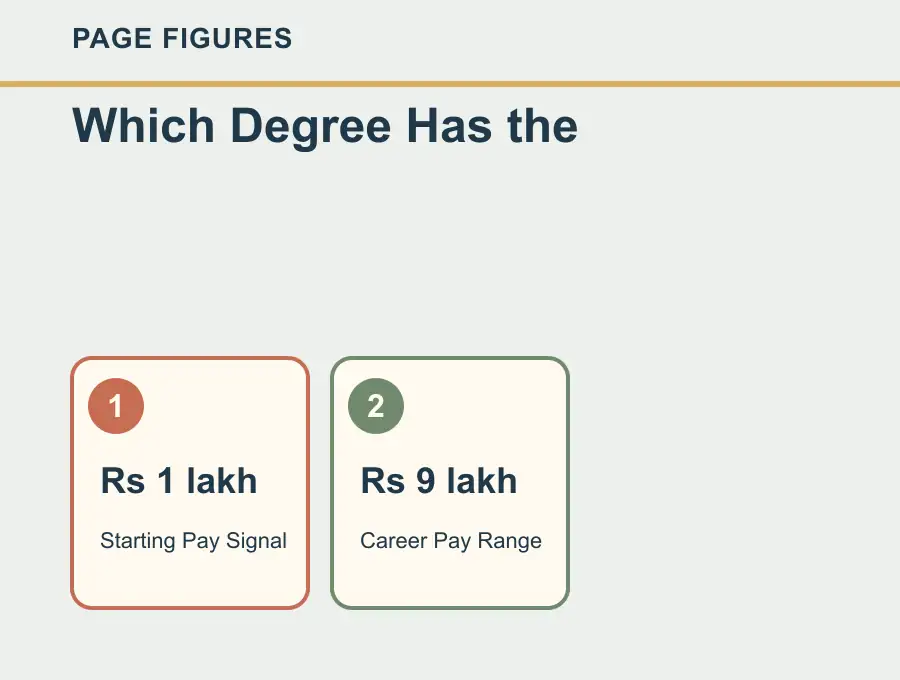 PAGE FIGURES
Which Degree Has the
1
Rs 1 lakh
Starting Pay Signal
2
Rs 9 lakh
Career Pay Range